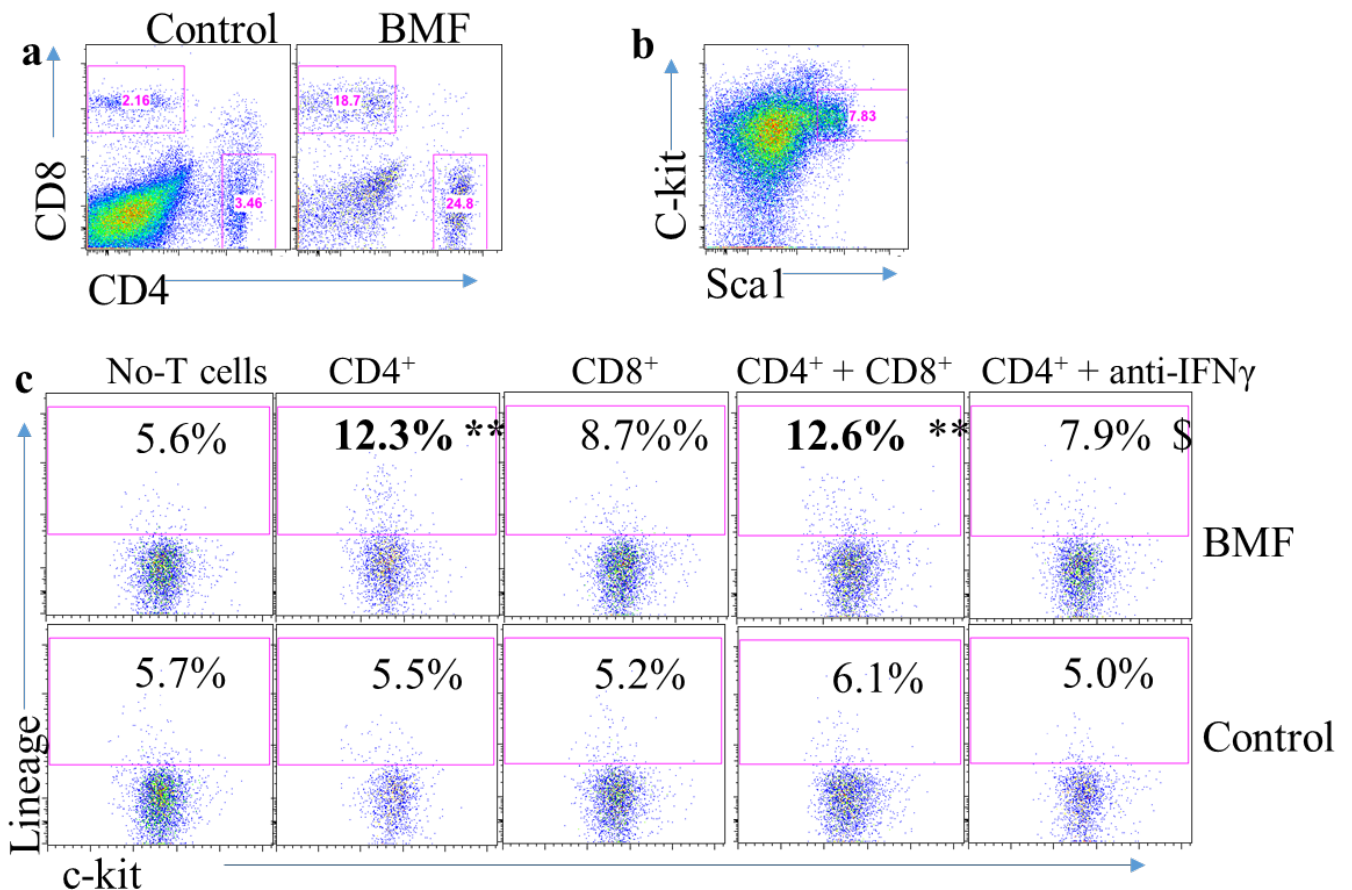 a Control BMF
2.16 18.7
3.46 24.8
CD8
CD4
b
7.83
C-kit
Sca1
c No-T cells CD4⁺ CD8⁺ CD4⁺ + CD8⁺ CD4⁺ + anti-IFNγ
5.6% 12.3% ** 8.7%% 12.6% ** 7.9% $
BMF
5.7% 5.5% 5.2% 6.1% 5.0%
Control
Lineage
c-kit